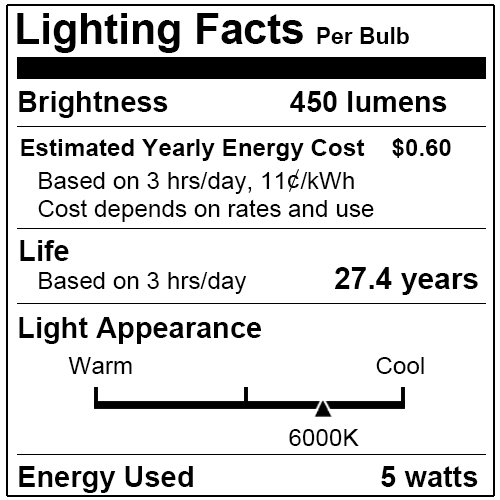 Lighting Facts Per Bulb
Brightness 450 lumens
Estimated Yearly Energy Cost $0.60
Based on 3 hrs/day, 11¢/kWh
Cost depends on rates and use
Life
Based on 3 hrs/day 27.4 years
Light Appearance
Warm Cool
6000K
Energy Used 5 watts